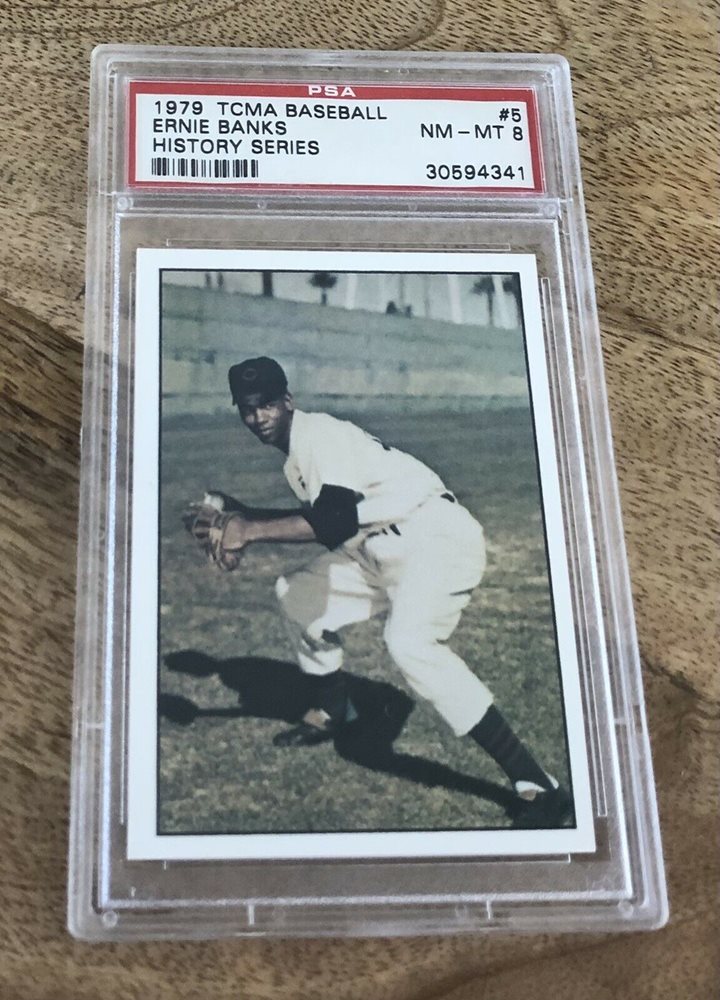 PSA
1979 TCMA BASEBALL #5
ERNIE BANKS NM-MT 8
HISTORY SERIES
30594341